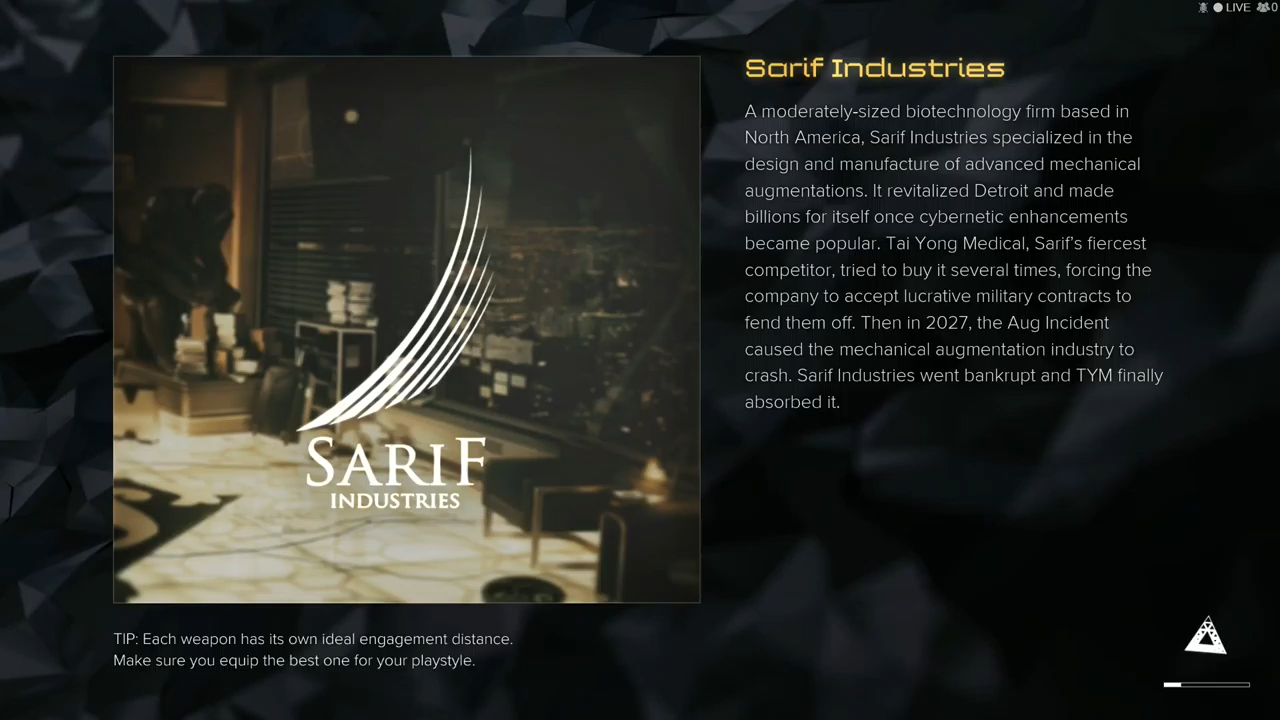 LIVE 0
Sarif Industries
A moderately-sized biotechnology firm based in
North America, Sarif Industries specialized in the
design and manufacture of advanced mechanical
augmentations. It revitalized Detroit and made
billions for itself once cybernetic enhancements
became popular. Tai Yong Medical, Sarif's fiercest
competitor, tried to buy it several times, forcing the
company to accept lucrative military contracts to
fend them off. Then in 2027, the Aug Incident
caused the mechanical augmentation industry to
crash. Sarif Industries went bankrupt and TYM finally
absorbed it.
SARIF
INDUSTRIES
TIP: Each weapon has its own ideal engagement distance.
Make sure you equip the best one for your playstyle.